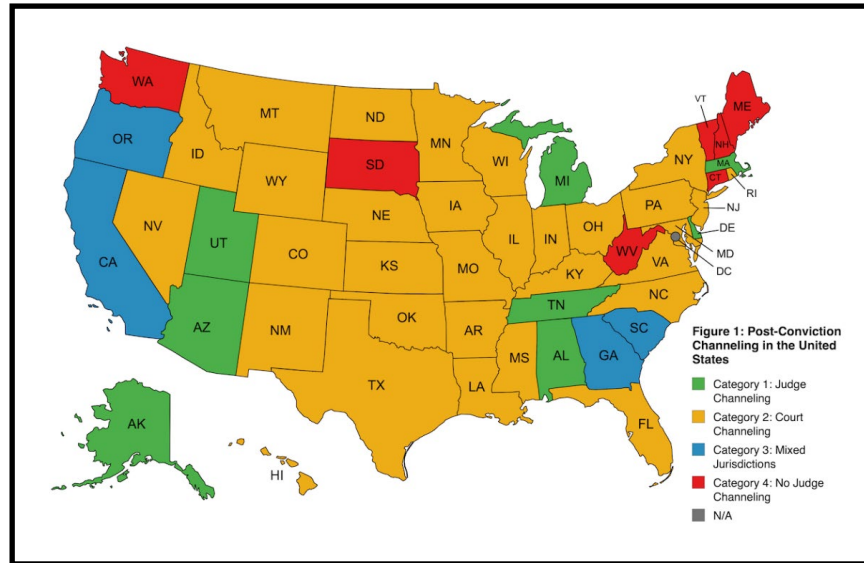 WA
OR
CA
NV
ID
MT
WY
UT
AZ
CO
NM
ND
SD
NE
KS
OK
TX
MN
IA
MO
AR
LA
WI
IL
MI
IN
OH
KY
TN
MS
AL
GA
FL
SC
NC
VA
WV
PA
NY
VT
NH
ME
MA
CT
RI
NJ
DE
MD
DC
AK
HI
Figure 1: Post-Conviction
Channeling in the United
States
Category 1: Judge
Channeling
Category 2: Court
Channeling
Category 3: Mixed
Jurisdictions
Category 4: No Judge
Channeling
N/A